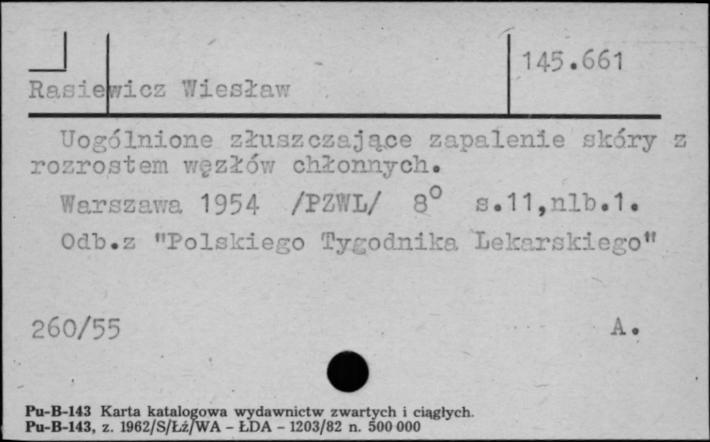 145.661
Rasiewicz Wiesław
Uogólnione złuszczające zapalenie skóry z
rozrostem węzłów chłonnych.
Warszawa 1954 /PZWL/ 8° s.11,nlb.1.
Odb.z "Polskiego Tygodnika Lekarskiego"
260/55 A.
Pu-B-143 Karta katalogowa wydawnictw zwartych i ciągłych.
Pu-B-143, z. 1962/S/Łż/WA - ŁDA - 1203/82 n. 500 000